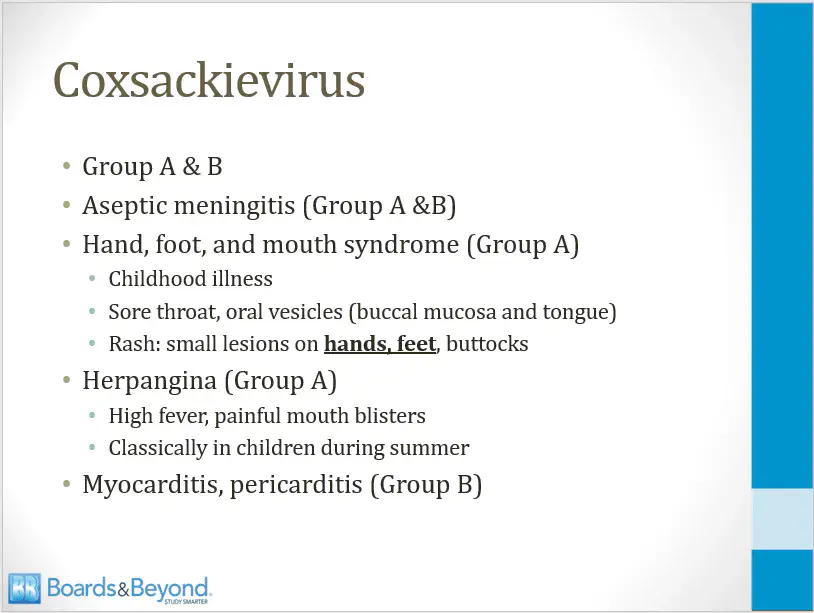 Coxsackievirus
• Group A & B
• Aseptic meningitis (Group A &B)
• Hand, foot, and mouth syndrome (Group A)
• Childhood illness
• Sore throat, oral vesicles (buccal mucosa and tongue)
• Rash: small lesions on hands, feet, buttocks
• Herpangina (Group A)
• High fever, painful mouth blisters
• Classically in children during summer
• Myocarditis, pericarditis (Group B)
BB Boards&Beyond.
STUDY SMARTER